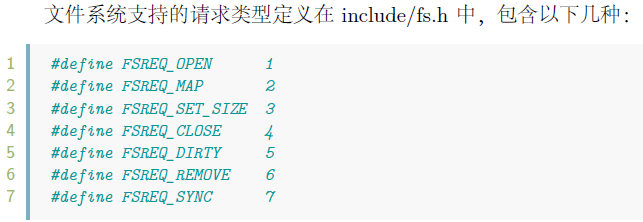 文件系统支持的请求类型定义在 include/fs.h 中，包含以下几种：
1 #define FSREQ_OPEN 1
2 #define FSREQ_MAP 2
3 #define FSREQ_SET_SIZE 3
4 #define FSREQ_CLOSE 4
5 #define FSREQ_DIRTY 5
6 #define FSREQ_REMOVE 6
7 #define FSREQ_SYNC 7